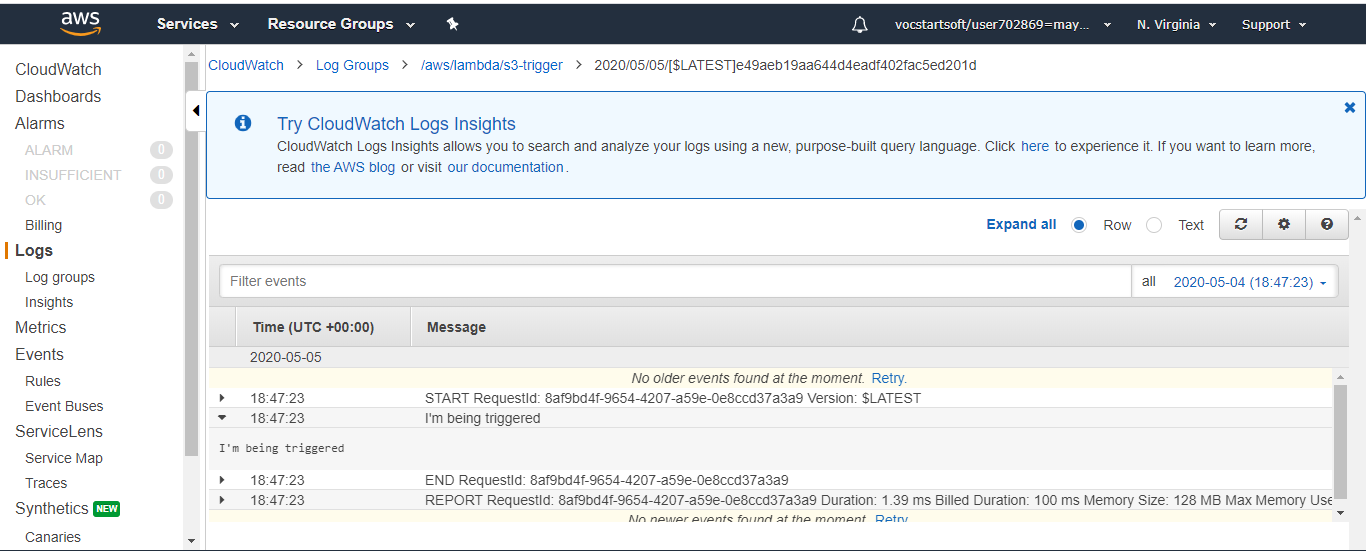 aws Services Resource Groups vocstartsoft/user702869=may... N. Virginia Support
CloudWatch
Dashboards
Alarms
ALARM 0
INSUFFICIENT 0
OK 0
Billing
Logs
Log groups
Insights
Metrics
Events
Rules
Event Buses
ServiceLens
Service Map
Traces
Synthetics NEW
Canaries
CloudWatch > Log Groups > /aws/lambda/s3-trigger > 2020/05/05/[$LATEST]e49aeb19aa644d4eadf402fac5ed201d
Try CloudWatch Logs Insights
CloudWatch Logs Insights allows you to search and analyze your logs using a new, purpose-built query language. Click here to experience it. If you want to learn more,
read the AWS blog or visit our documentation.
Expand all Row Text
Filter events all 2020-05-04 (18:47:23)
Time (UTC +00:00) Message
2020-05-05
No older events found at the moment. Retry.
18:47:23 START RequestId: 8af9bd4f-9654-4207-a59e-0e8ccd37a3a9 Version: $LATEST
18:47:23 I'm being triggered
I'm being triggered
18:47:23 END RequestId: 8af9bd4f-9654-4207-a59e-0e8ccd37a3a9
18:47:23 REPORT RequestId: 8af9bd4f-9654-4207-a59e-0e8ccd37a3a9 Duration: 1.39 ms Billed Duration: 100 ms Memory Size: 128 MB Max Memory Use
No newer events found at the moment. Retry.